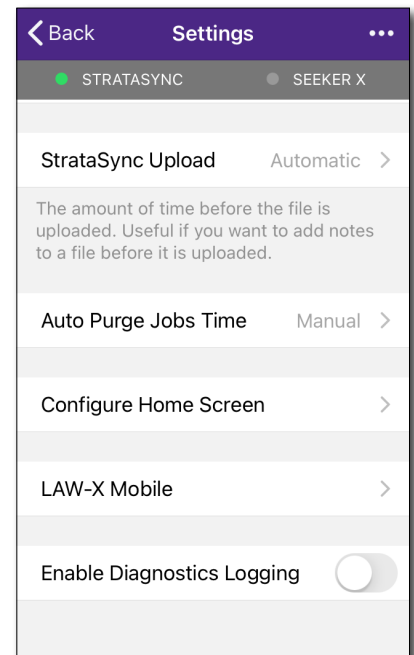 Back Settings •••
STRATASYNC SEEKER X
StrataSync Upload Automatic
The amount of time before the file is
uploaded. Useful if you want to add notes
to a file before it is uploaded.
Auto Purge Jobs Time Manual
Configure Home Screen
LAW-X Mobile
Enable Diagnostics Logging